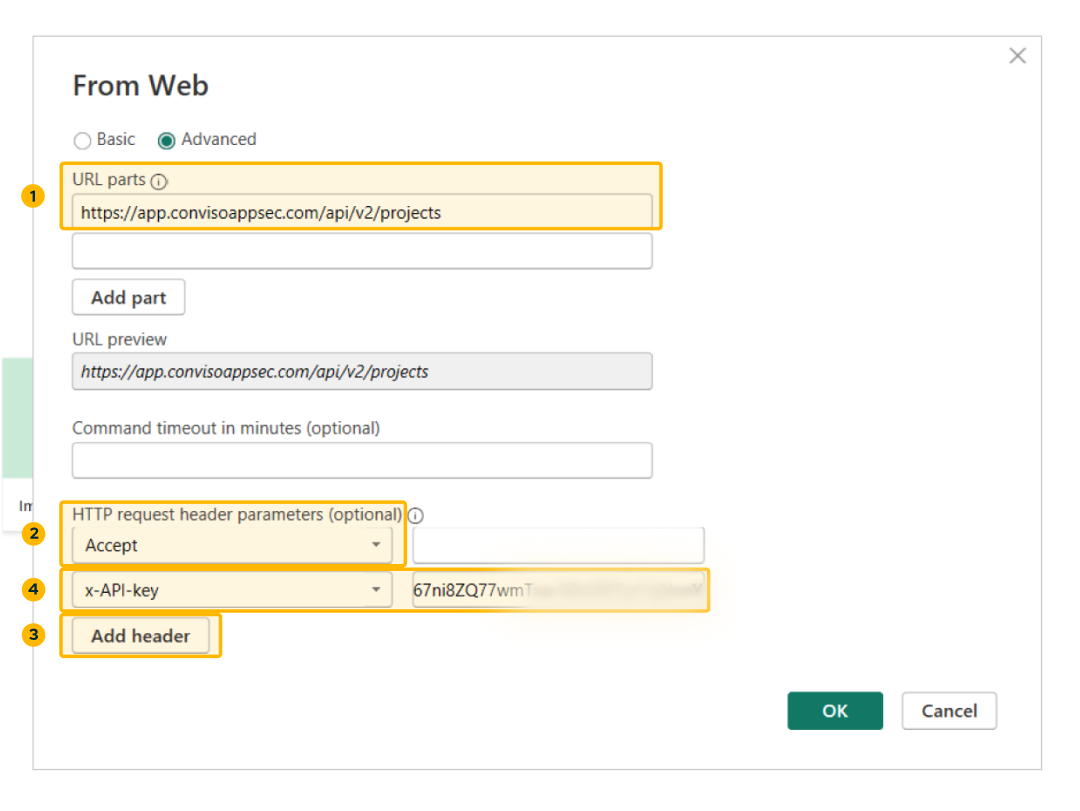 From Web
Basic Advanced
URL parts
1
https://app.convisoappsec.com/api/v2/projects
Add part
URL preview
https://app.convisoappsec.com/api/v2/projects
Command timeout in minutes (optional)
Im
HTTP request header parameters (optional)
2
Accept
4
x-API-key 67ni8ZQ77wmT
3
Add header
OK Cancel